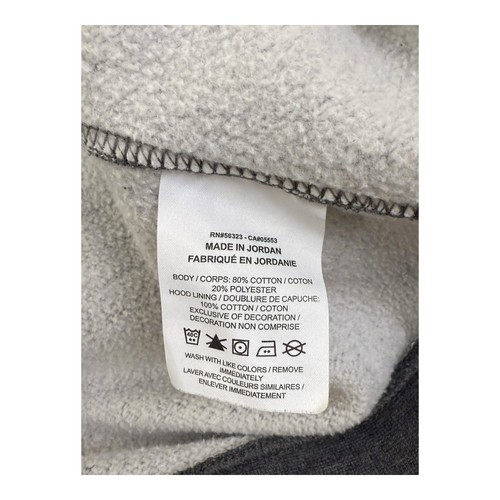 RN#56323 - CA#05553
MADE IN JORDAN
FABRIQUÉ EN JORDANIE
BODY / CORPS: 80% COTTON / COTON
20% POLYESTER
HOOD LINING / DOUBLURE DE CAPUCHE:
100% COTTON / COTON
EXCLUSIVE OF DECORATION /
DECORATION NON COMPRISE
40C
WASH WITH LIKE COLORS / REMOVE
IMMEDIATELY
LAVER AVEC COULEURS SIMILAIRES /
ENLEVER IMMEDIATEMENT